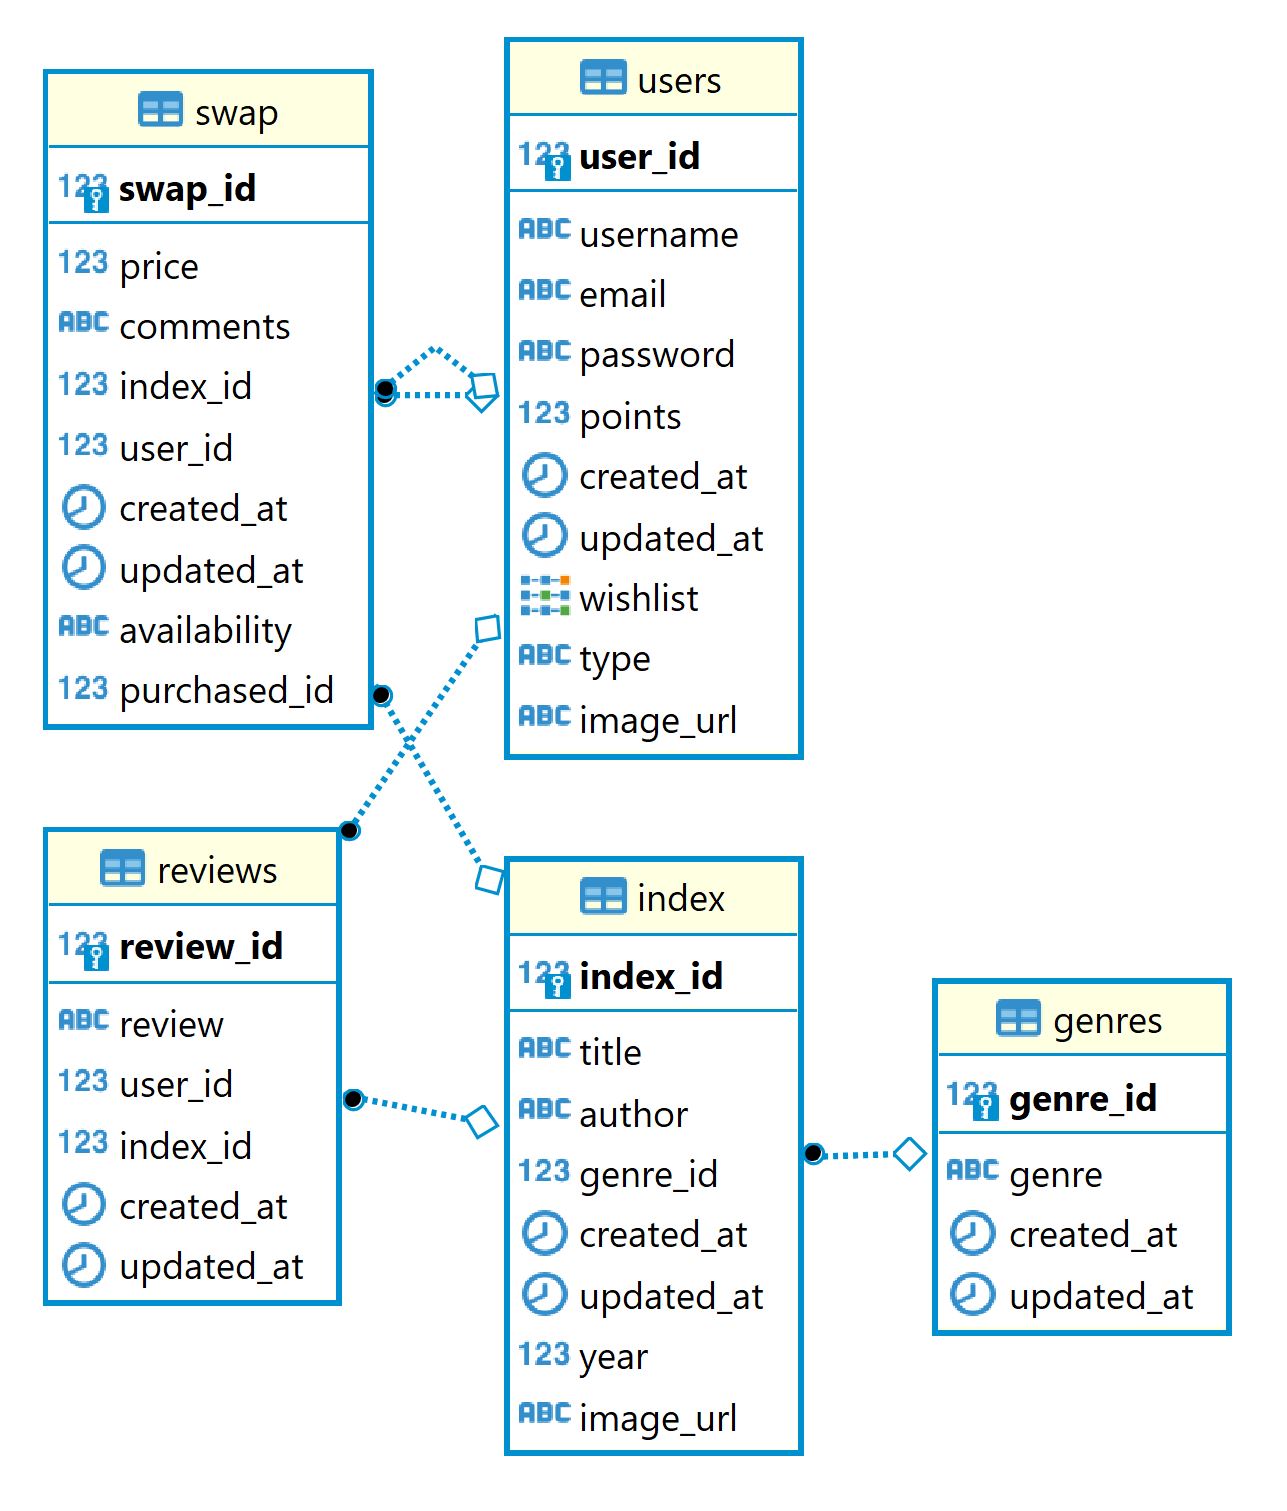 swap
123 swap_id
123 price
ABC comments
123 index_id
123 user_id
created_at
updated_at
ABC availability
123 purchased_id
users
123 user_id
ABC username
ABC email
ABC password
123 points
created_at
updated_at
wishlist
ABC type
ABC image_url
reviews
123 review_id
ABC review
123 user_id
123 index_id
created_at
updated_at
index
123 index_id
ABC title
ABC author
123 genre_id
created_at
updated_at
123 year
ABC image_url
genres
123 genre_id
ABC genre
created_at
updated_at